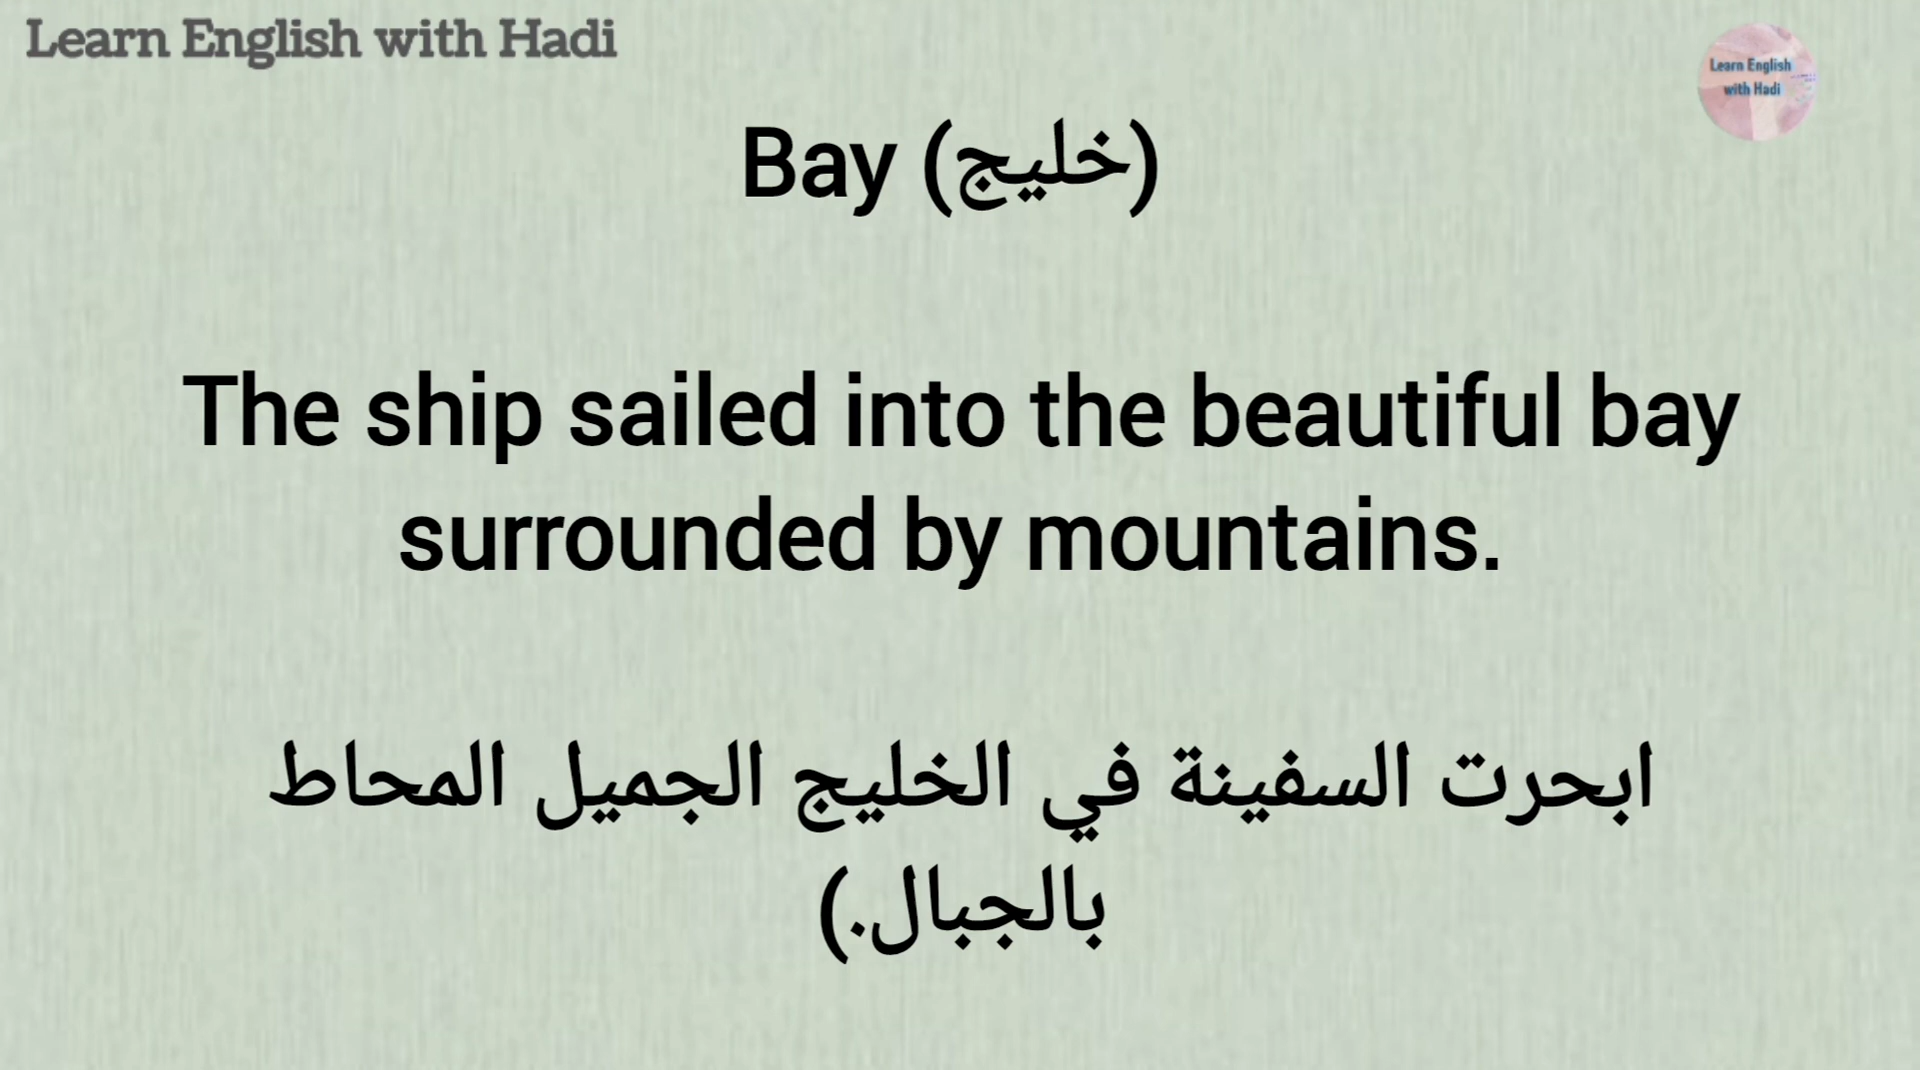 Learn English with Hadi
Learn English
with Hadi
Bay (خليج)
The ship sailed into the beautiful bay
surrounded by mountains.
ابحرت السفينة في الخليج الجميل المحاط
بالجبال.)